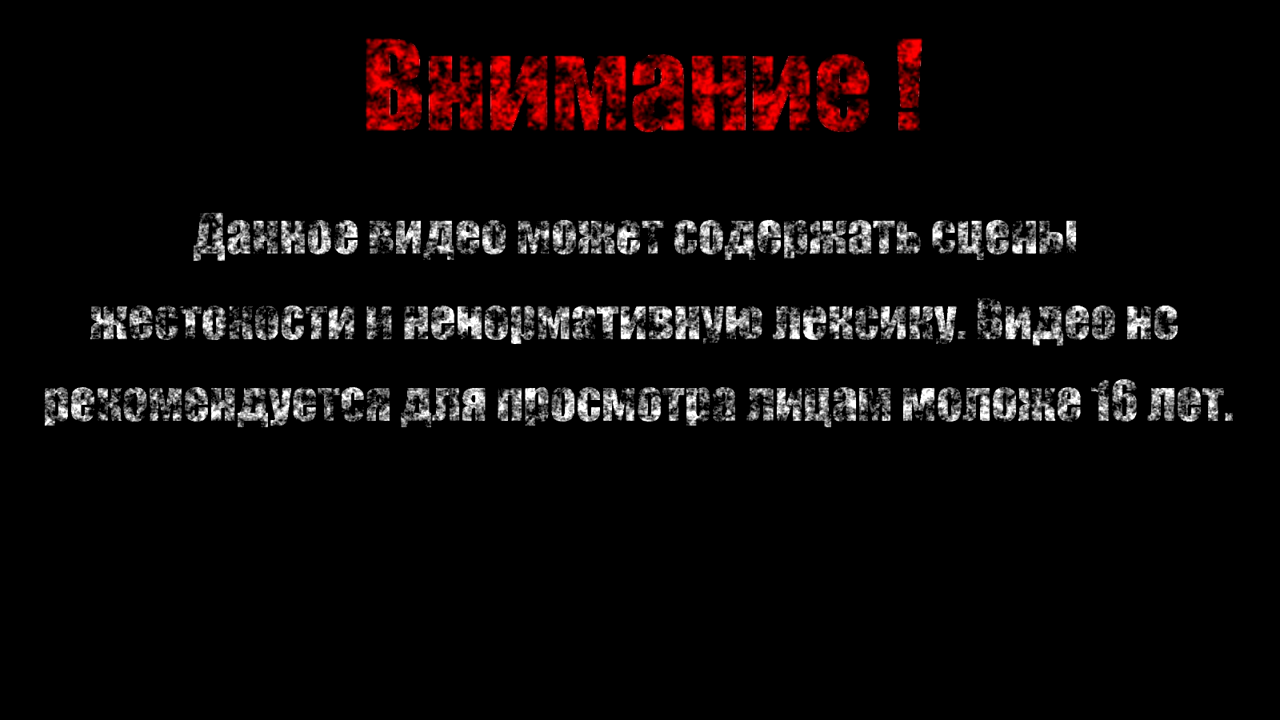 Внимание !
Данное видео может содержать сцены
жестокости и ненормативную лексику. Видео не
рекомендуется для просмотра лицам моложе 16 лет.